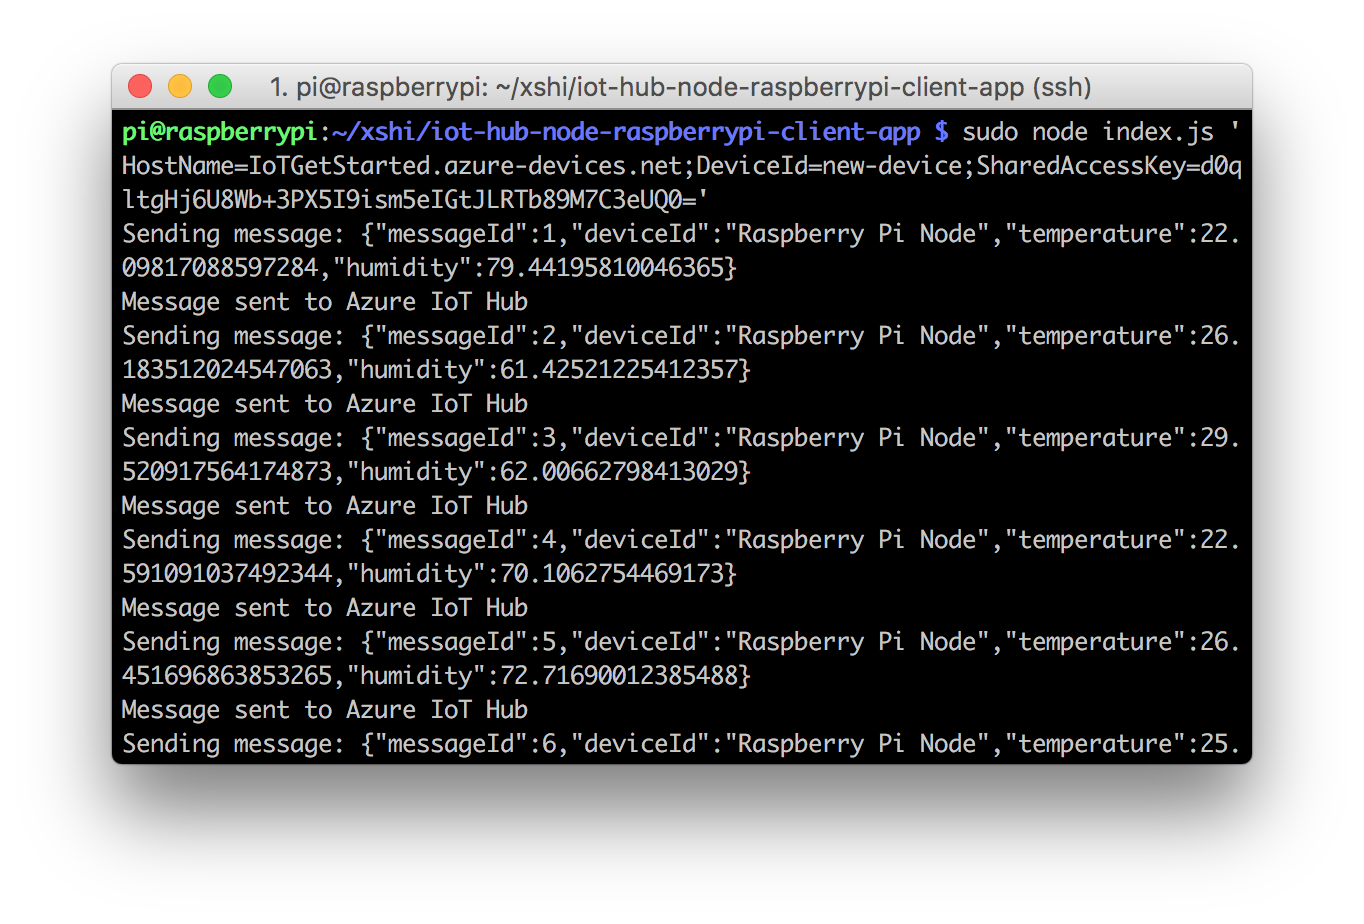 1. pi@raspberrypi: ~/xshi/iot-hub-node-raspberrypi-client-app (ssh)
pi@raspberrypi:~/xshi/iot-hub-node-raspberrypi-client-app $ sudo node index.js '
HostName=IoTGetStarted.azure-devices.net;DeviceId=new-device;SharedAccessKey=d0q
ltgHj6U8Wb+3PX5I9ism5eIGtJLRTb89M7C3eUQ0='
Sending message: {"messageId":1,"deviceId":"Raspberry Pi Node","temperature":22.
09817088597284,"humidity":79.44195810046365}
Message sent to Azure IoT Hub
Sending message: {"messageId":2,"deviceId":"Raspberry Pi Node","temperature":26.
183512024547063,"humidity":61.42521225412357}
Message sent to Azure IoT Hub
Sending message: {"messageId":3,"deviceId":"Raspberry Pi Node","temperature":29.
520917564174873,"humidity":62.00662798413029}
Message sent to Azure IoT Hub
Sending message: {"messageId":4,"deviceId":"Raspberry Pi Node","temperature":22.
591091037492344,"humidity":70.1062754469173}
Message sent to Azure IoT Hub
Sending message: {"messageId":5,"deviceId":"Raspberry Pi Node","temperature":26.
451696863853265,"humidity":72.71690012385488}
Message sent to Azure IoT Hub
Sending message: {"messageId":6,"deviceId":"Raspberry Pi Node","temperature":25.